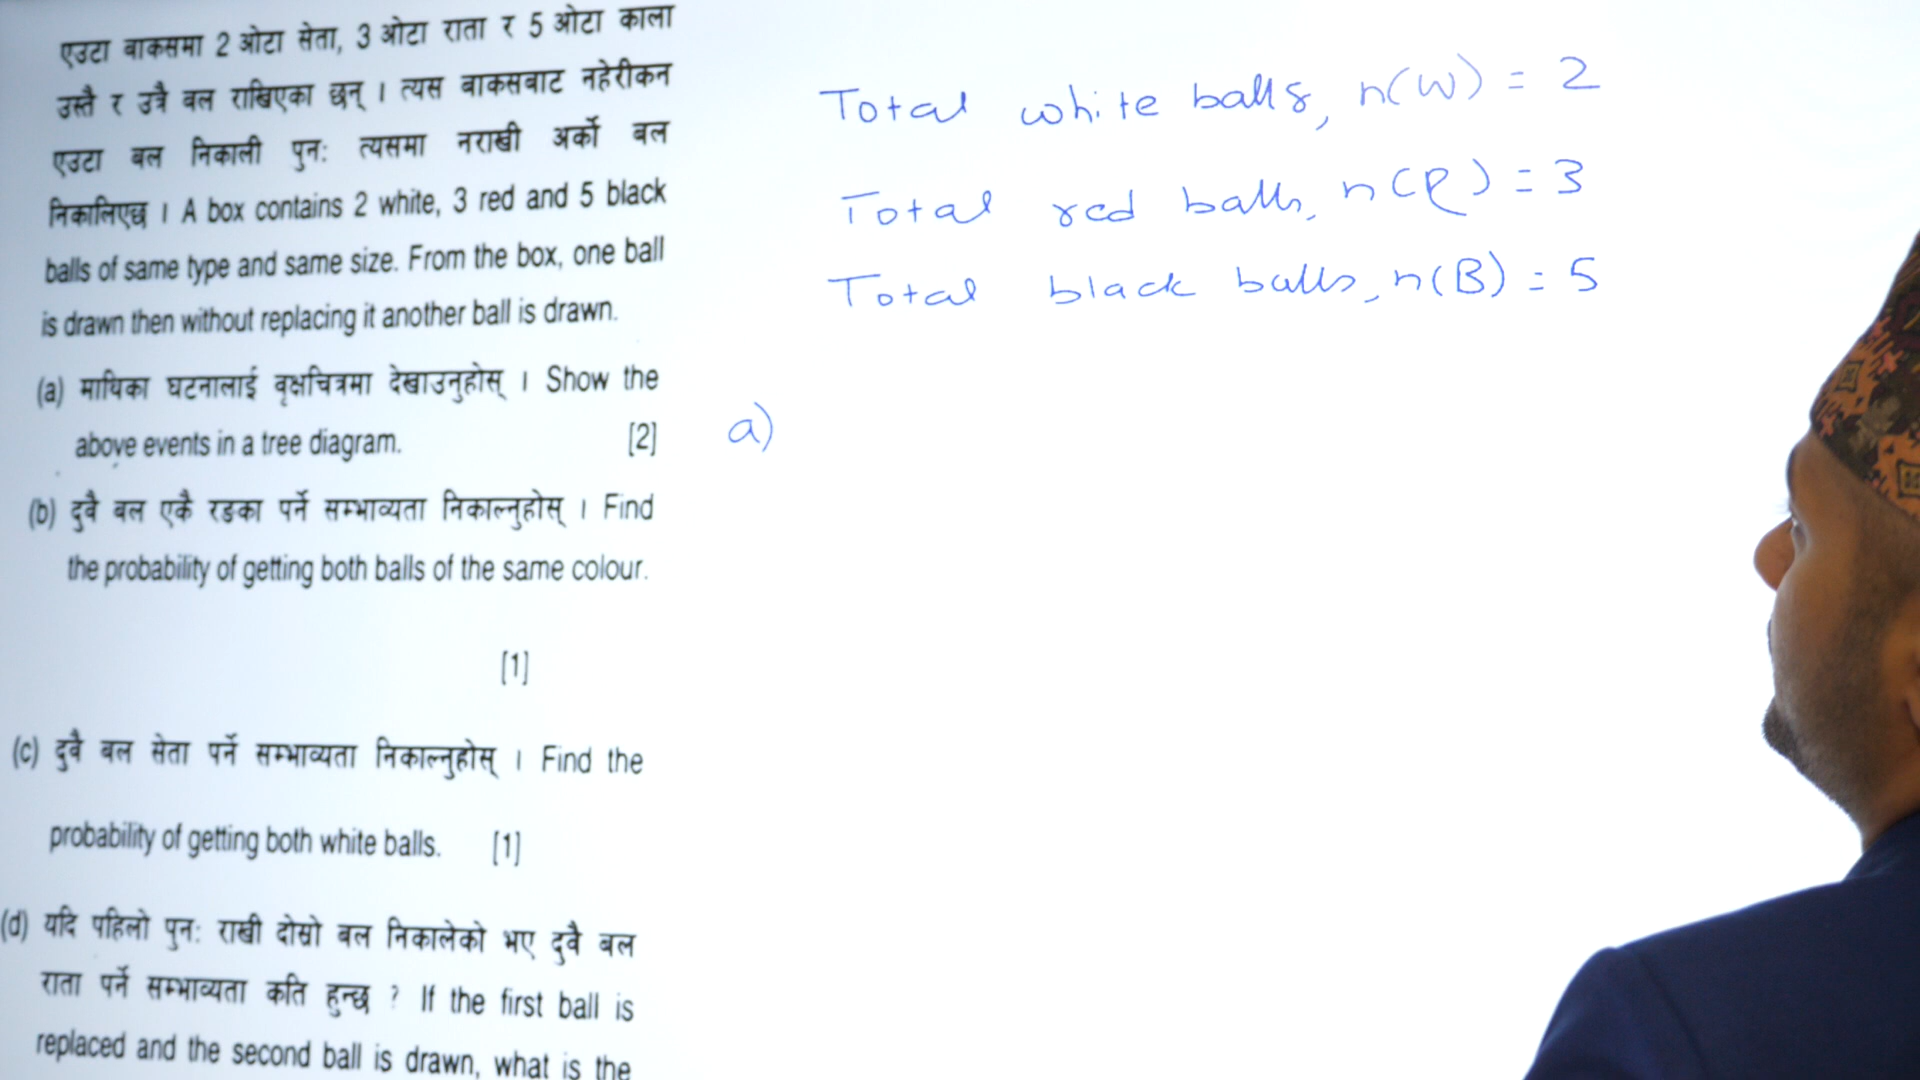 एउटा बाकसमा 2 ओटा सेता, 3 ओटा राता र 5 ओटा काला
उस्तै र उत्रै बल राखिएका छन् । त्यस बाकसबाट नहेरीकन
एउटा बल निकाली पुनः त्यसमा नराखी अर्को बल
निकालिएछ । A box contains 2 white, 3 red and 5 black
balls of same type and same size. From the box, one ball
is drawn then without replacing it another ball is drawn.
(a) माथिका घटनालाई वृक्षचित्रमा देखाउनुहोस् । Show the
above events in a tree diagram. [2]
(b) दुवै बल एकै रङका पर्ने सम्भाव्यता निकाल्नुहोस् । Find
the probability of getting both balls of the same colour.
[1]
(c) दुवै बल सेता पर्ने सम्भाव्यता निकाल्नुहोस् । Find the
probability of getting both white balls. [1]
(d) यदि पहिलो पुनः राखी दोस्रो बल निकालेको भए दुवै बल
राता पर्ने सम्भाव्यता कति हुन्छ ? If the first ball is
replaced and the second ball is drawn, what is the
Total white balls, n(W) = 2
Total red balls, n(R) = 3
Total black balls, n(B) = 5
a)